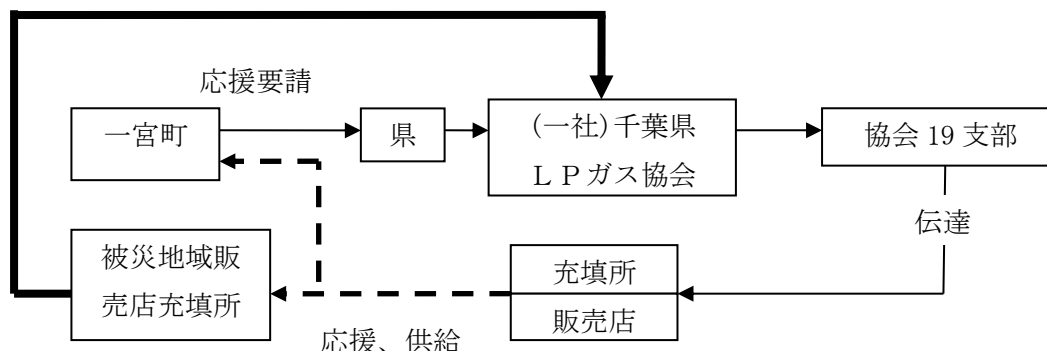 応援要請
一宮町
県
(一社)千葉県
ＬＰガス協会
協会 19 支部
伝達
被災地域販
売店充填所
充填所
販売店
応援、供給